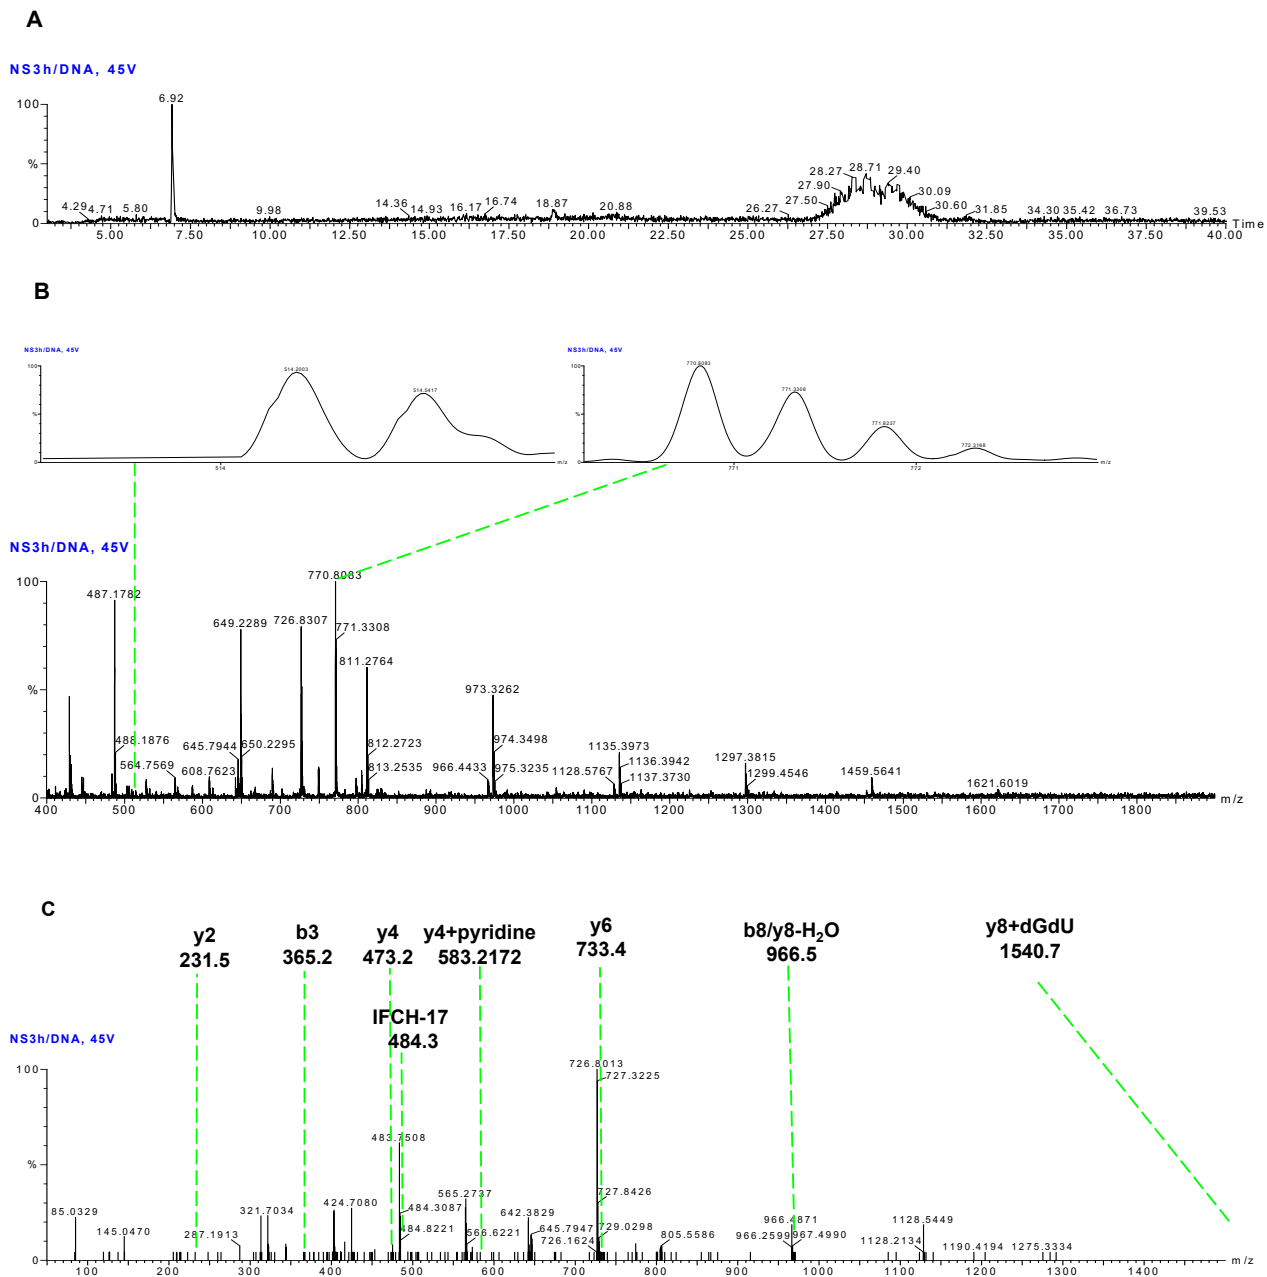 A
NS3h/DNA, 45V
6.92
100
%
0
4.29 4.71 5.80 9.98 14.36 14.93 16.17 16.74 18.87 20.88 26.27 27.50 27.90 28.27 28.71 29.40 30.09 30.60 31.85 34.30 35.42 36.73 39.53
5.00 7.50 10.00 12.50 15.00 17.50 20.00 22.50 25.00 27.50 30.00 32.50 35.00 37.50 40.00
Time
B
NS3h/DNA, 45V
100
%
0
514.2003 514.5417
514
m/z
NS3h/DNA, 45V
100
%
0
770.8083 771.3308 771.8237 772.3168
771 772
m/z
NS3h/DNA, 45V
100
%
0
487.1782 488.1876 564.7569 608.7623 645.7944 649.2289 650.2295 726.8307 770.8083 771.3308 811.2764 812.2723 813.2535 966.4433 973.3262 974.3498 975.3235 1128.5767 1135.3973 1136.3942 1137.3730 1297.3815 1299.4546 1459.5641 1621.6019
400 500 600 700 800 900 1000 1100 1200 1300 1400 1500 1600 1700 1800
m/z
C
y2
231.5
b3
365.2
y4
473.2
y4+pyridine
583.2172
y6
733.4
b8/y8-H2O
966.5
y8+dGdU
1540.7
IFCH-17
484.3
NS3h/DNA, 45V
100
%
0
85.0329 145.0470 287.1913 321.7034 424.7080 483.7508 484.3087 484.8221 565.2737 566.6221 642.3829 645.7947 726.1624 726.8013 727.3225 727.8426 729.0298 805.5586 966.2599 966.4871 967.4990 1128.2134 1128.5449 1190.4194 1275.3334
100 200 300 400 500 600 700 800 900 1000 1100 1200 1300 1400
m/z